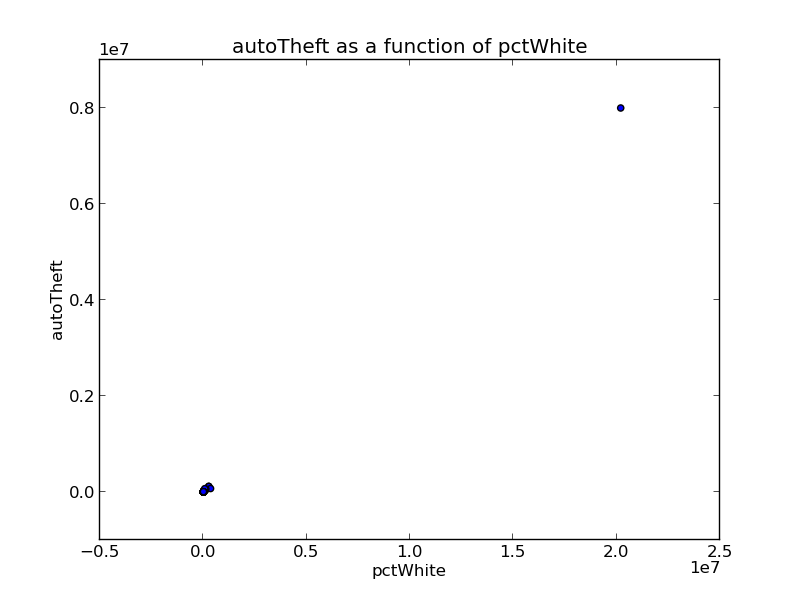 autoTheft as a function of pctWhite
1e7
0.8
0.6
0.4
0.2
0.0
autoTheft
−0.5 0.0 0.5 1.0 1.5 2.0 2.5
1e7
pctWhite